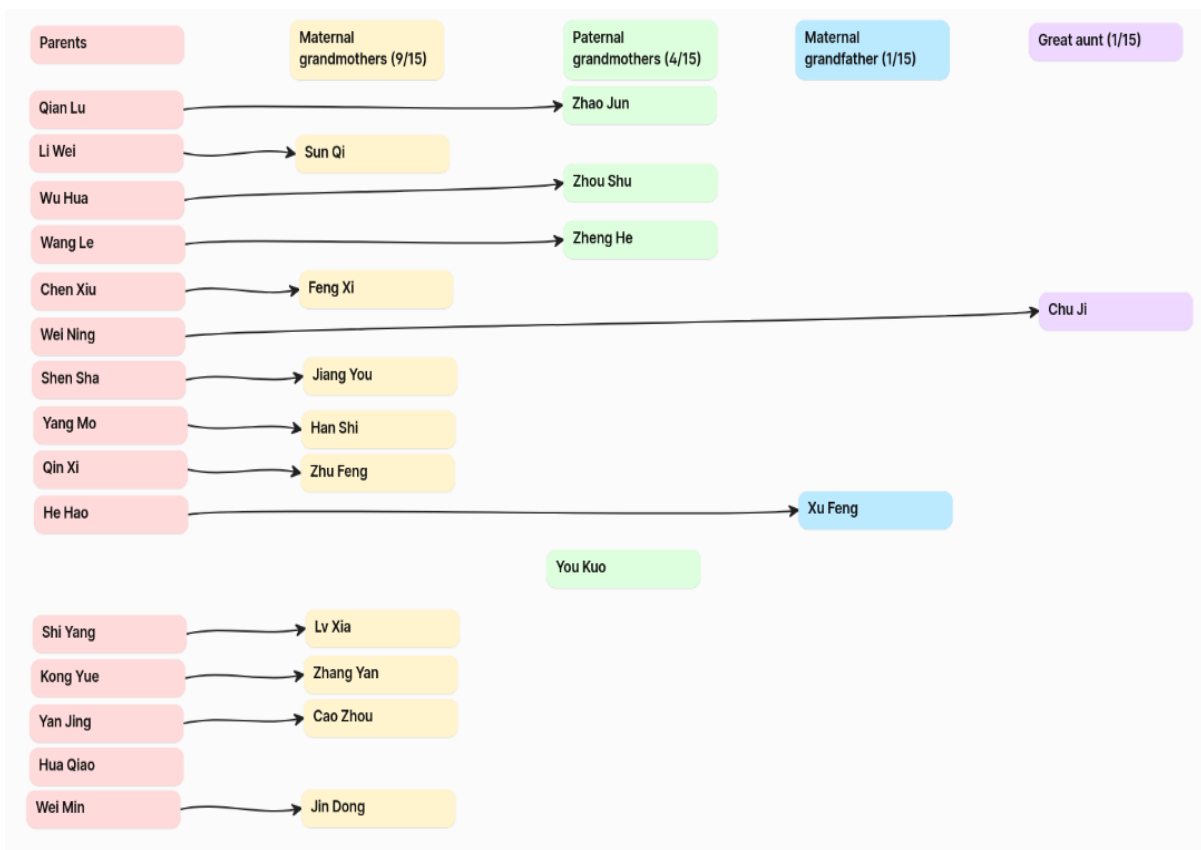 Parents
Maternal
grandmothers (9/15)
Paternal
grandmothers (4/15)
Maternal
grandfather (1/15)
Great aunt (1/15)
Qian Lu
Zhao Jun
Li Wei
Sun Qi
Wu Hua
Zhou Shu
Wang Le
Zheng He
Chen Xiu
Feng Xi
Wei Ning
Chu Ji
Shen Sha
Jiang You
Yang Mo
Han Shi
Qin Xi
Zhu Feng
He Hao
Xu Feng
You Kuo
Shi Yang
Lv Xia
Kong Yue
Zhang Yan
Yan Jing
Cao Zhou
Hua Qiao
Wei Min
Jin Dong